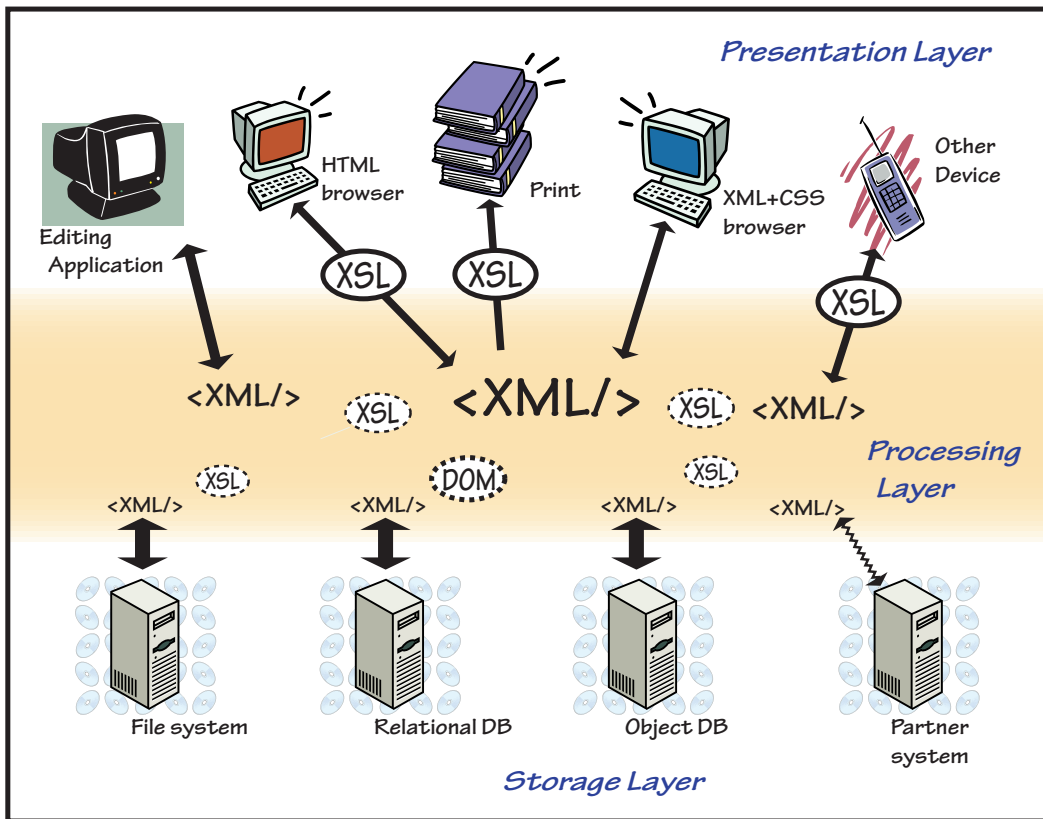 Presentation Layer
HTML
browser
Print
XML+CSS
browser
Other
Device
Editing
Application
XSL
XSL
XSL
<XML/>
XSL
<XML/>
XSL
<XML/>
Processing
Layer
XSL
DOM
XSL
<XML/>
<XML/>
<XML/>
<XML/>
File system
Relational DB
Object DB
Partner
system
Storage Layer